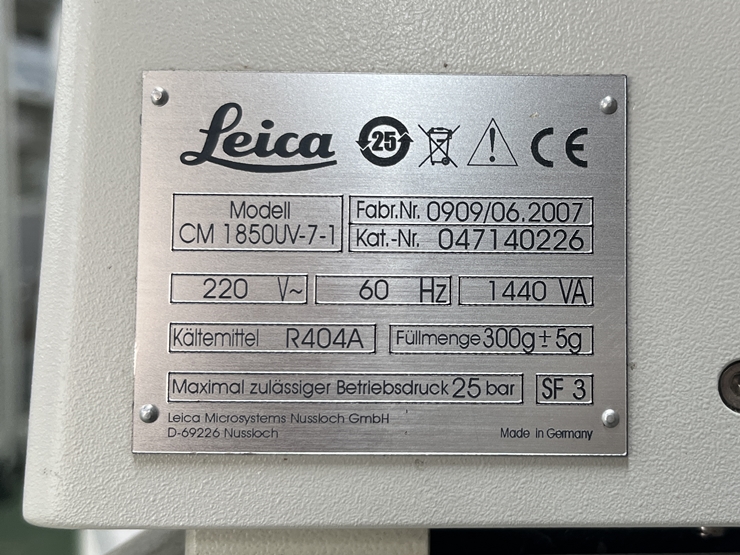 Leica 25 CE
Modell
CM 1850UV-7-1
Fabr.Nr. 0909/06.2007
Kat.-Nr. 047140226
220 V~ 60 Hz 1440 VA
Kältemittel R404A Füllmenge 300g ± 5g
Maximal zulässiger Betriebsdruck 25 bar SF 3
Leica Microsystems Nussloch GmbH
D-69226 Nussloch Made in Germany